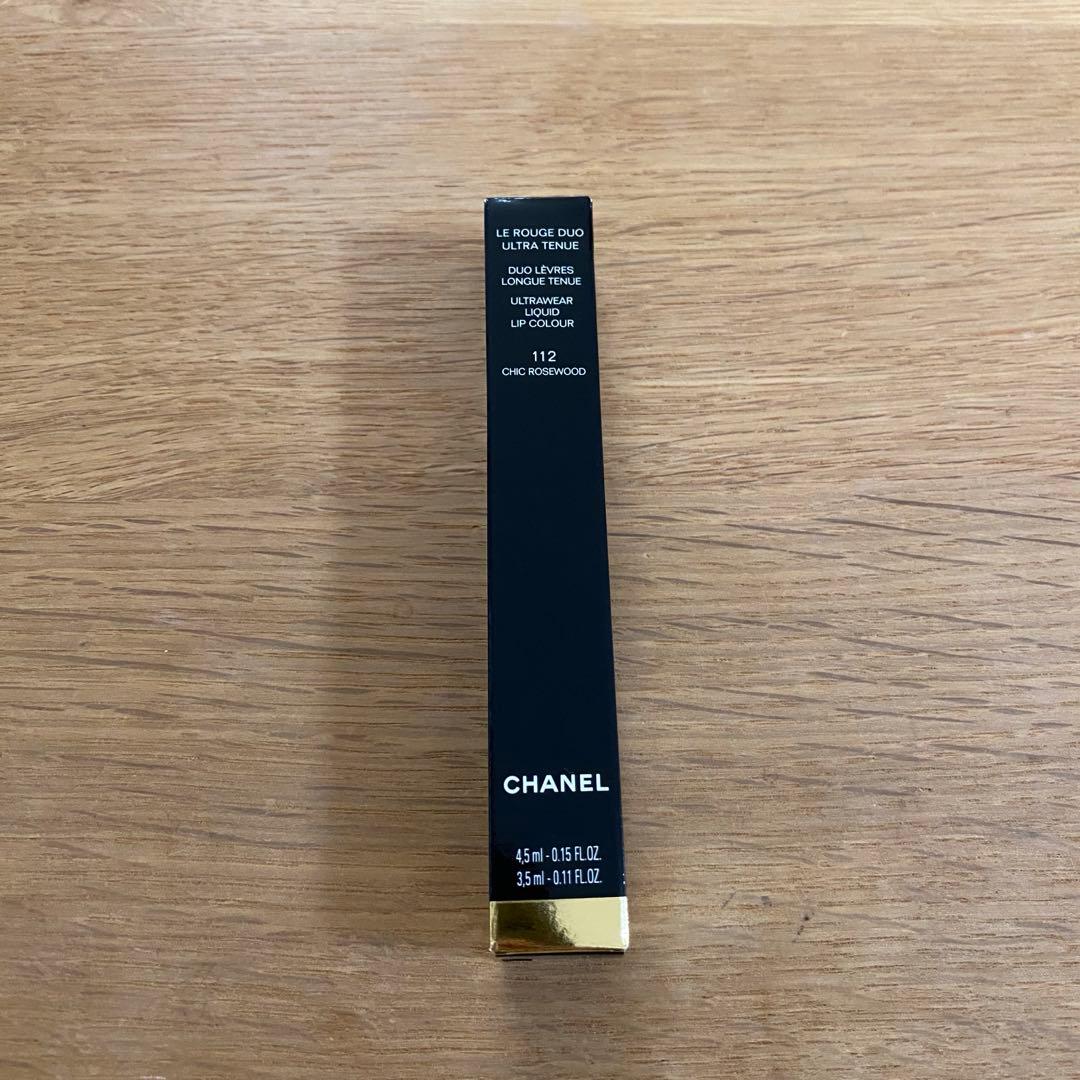 LE ROUGE DUO
ULTRA TENUE
DUO LÈVRES
LONGUE TENUE
ULTRAWEAR
LIQUID
LIP COLOUR
112
CHIC ROSEWOOD
CHANEL
4,5 ml - 0.15 FL.OZ.
3,5 ml - 0.11 FL.OZ.